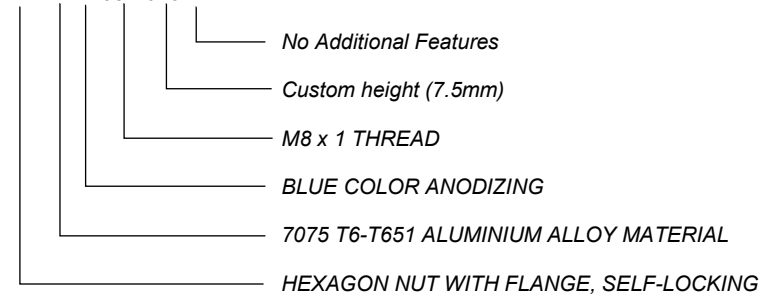 No Additional Features
Custom height (7.5mm)
M8 x 1 THREAD
BLUE COLOR ANODIZING
7075 T6-T651 ALUMINIUM ALLOY MATERIAL
HEXAGON NUT WITH FLANGE, SELF-LOCKING